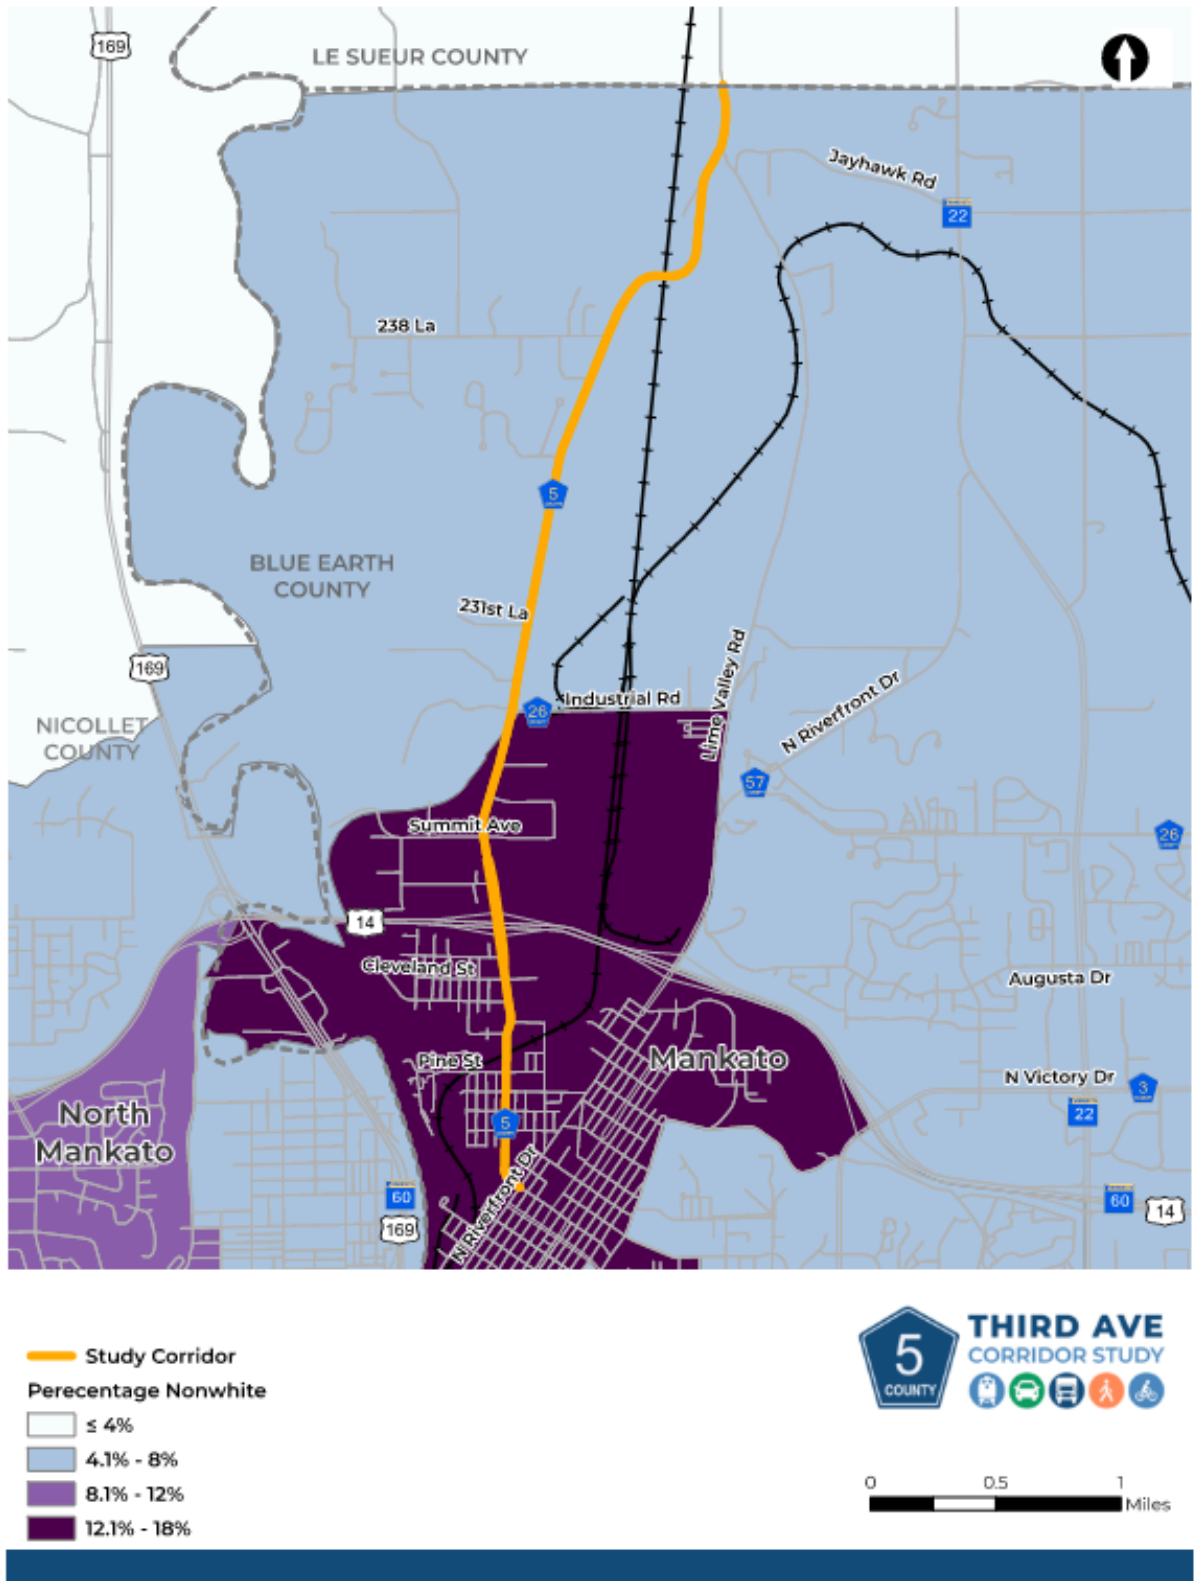 169
LE SUEUR COUNTY
Jayhawk Rd
22
238 La
5
BLUE EARTH
COUNTY
231st La
169
Industrial Rd
26
Lime Valley Rd
N Riverfront Dr
NICOLLET
COUNTY
57
Summit Ave
26
14
Cleveland St
Augusta Dr
Pine St
Mankato
N Victory Dr
3
22
North
Mankato
5
N Riverfront Dr
60
169
60
14
Study Corridor
Perecentage Nonwhite
≤ 4%
4.1% - 8%
8.1% - 12%
12.1% - 18%
5
COUNTY
THIRD AVE
CORRIDOR STUDY
0 0.5 1
Miles